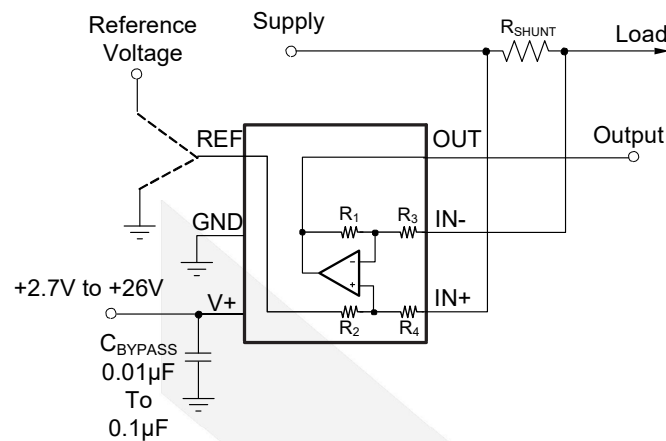 Reference
Voltage
Supply
RSHUNT
Load
REF
OUT
Output
GND
R1
R3
IN-
-
+
+2.7V to +26V
V+
R2
R4
IN+
CBYPASS
0.01µF
To
0.1µF